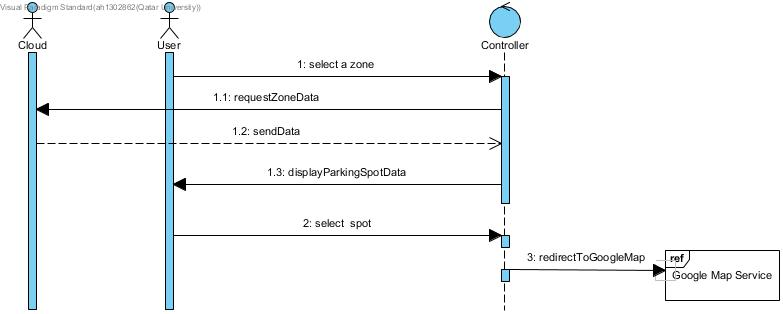 Visual Paradigm Standard(ah1302862(Qatar University))
Cloud
User
Controller
1: select a zone
1.1: requestZoneData
1.2: sendData
1.3: displayParkingSpotData
2: select spot
3: redirectToGoogleMap
ref
Google Map Service